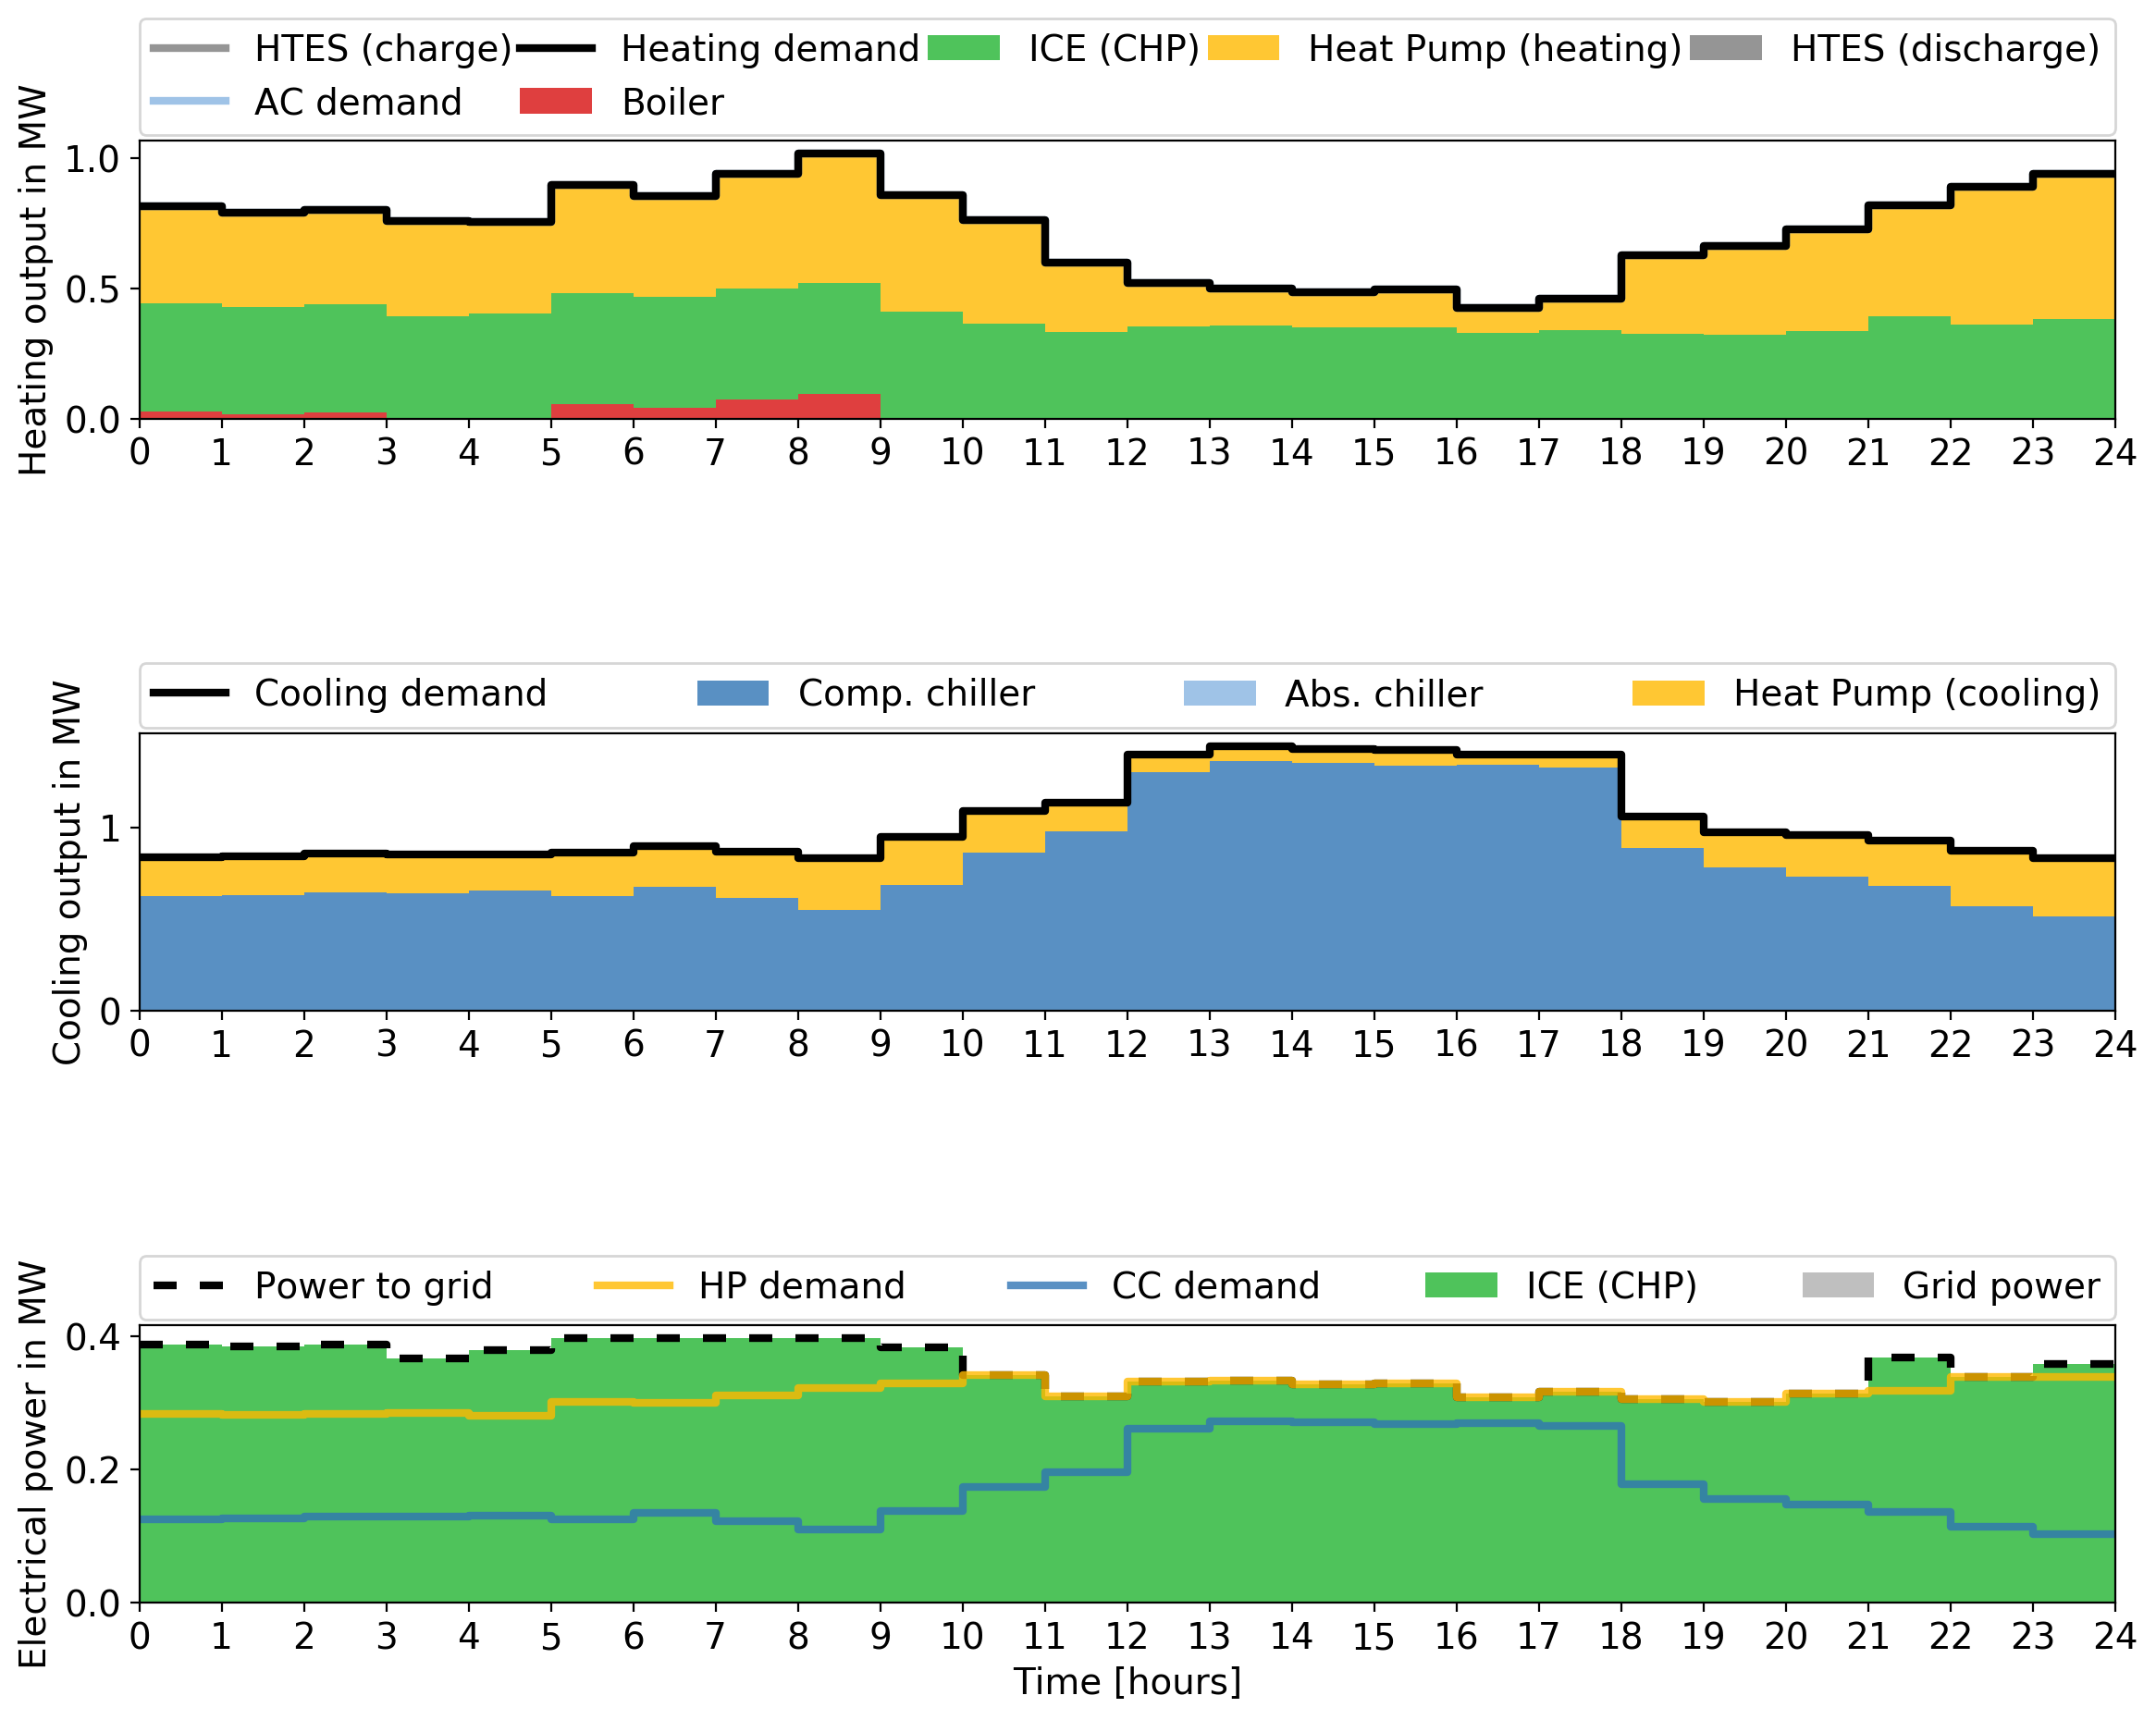 HTES (charge) Heating demand ICE (CHP) Heat Pump (heating) HTES (discharge)
AC demand Boiler
Heating output in MW
1.0
0.5
0.0
0 1 2 3 4 5 6 7 8 9 10 11 12 13 14 15 16 17 18 19 20 21 22 23 24
Cooling demand Comp. chiller Abs. chiller Heat Pump (cooling)
Cooling output in MW
1
0
0 1 2 3 4 5 6 7 8 9 10 11 12 13 14 15 16 17 18 19 20 21 22 23 24
Power to grid HP demand CC demand ICE (CHP) Grid power
Electrical power in MW
0.4
0.2
0.0
0 1 2 3 4 5 6 7 8 9 10 11 12 13 14 15 16 17 18 19 20 21 22 23 24
Time [hours]